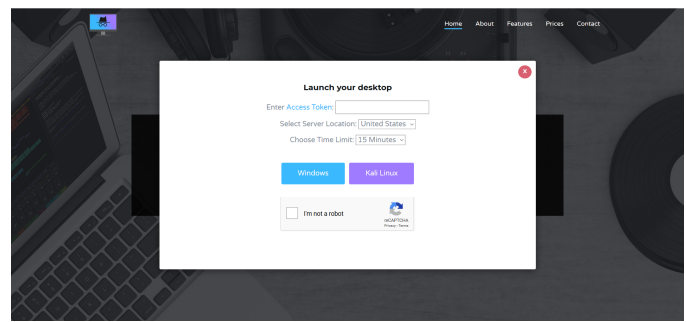 Home About Features Prices Contact
X
Launch your desktop
Enter Access Token:
Select Server Location: United States
Choose Time Limit: 15 Minutes
Windows Kali Linux
I'm not a robot
reCAPTCHA
Privacy - Terms